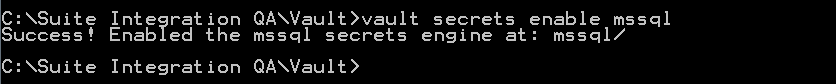 C:\Suite Integration QA\Vault>vault secrets enable mssql
Success! Enabled the mssql secrets engine at: mssql/
C:\Suite Integration QA\Vault>